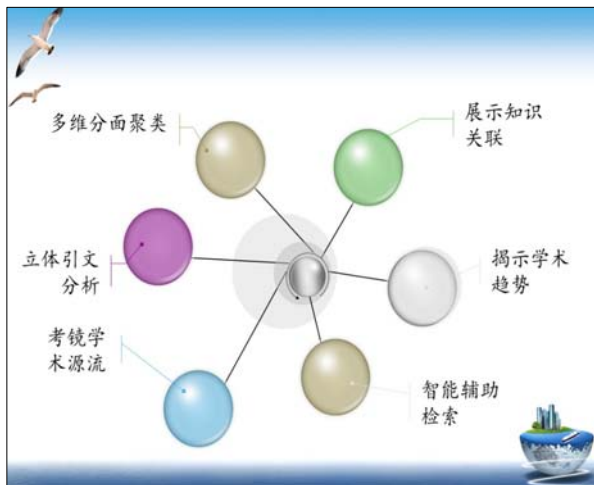 多维分面聚类
展示知识
关联
立体引文
分析
揭示学术
趋势
考镜学
术源流
智能辅助
检索